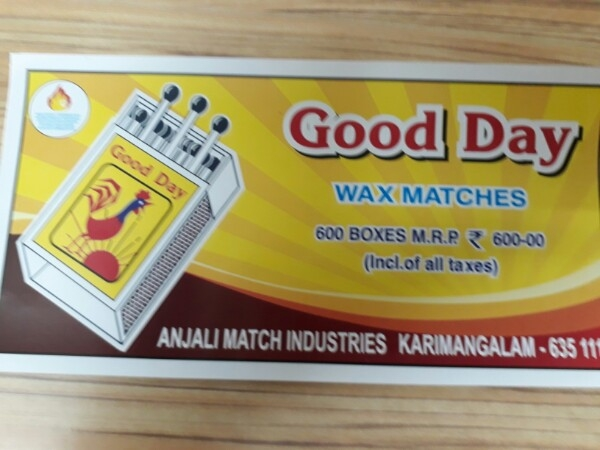 Good Day
Good Day
WAX MATCHES
600 BOXES M.R.P. ₹ 600-00
(Incl.of all taxes)
ANJALI MATCH INDUSTRIES KARIMANGALAM - 635 111